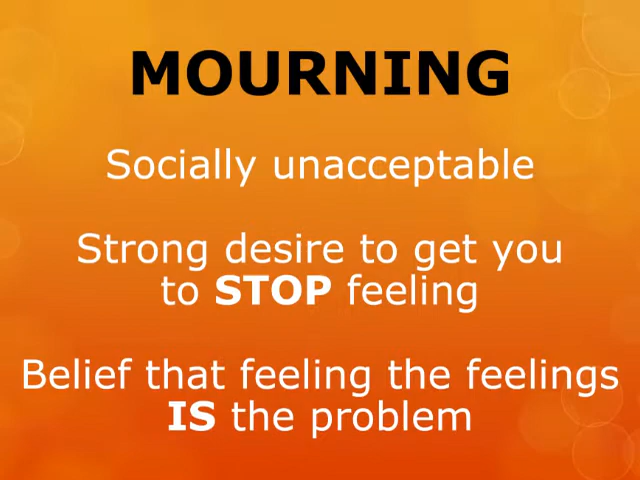 MOURNING
Socially unacceptable
Strong desire to get you
to STOP feeling
Belief that feeling the feelings
IS the problem